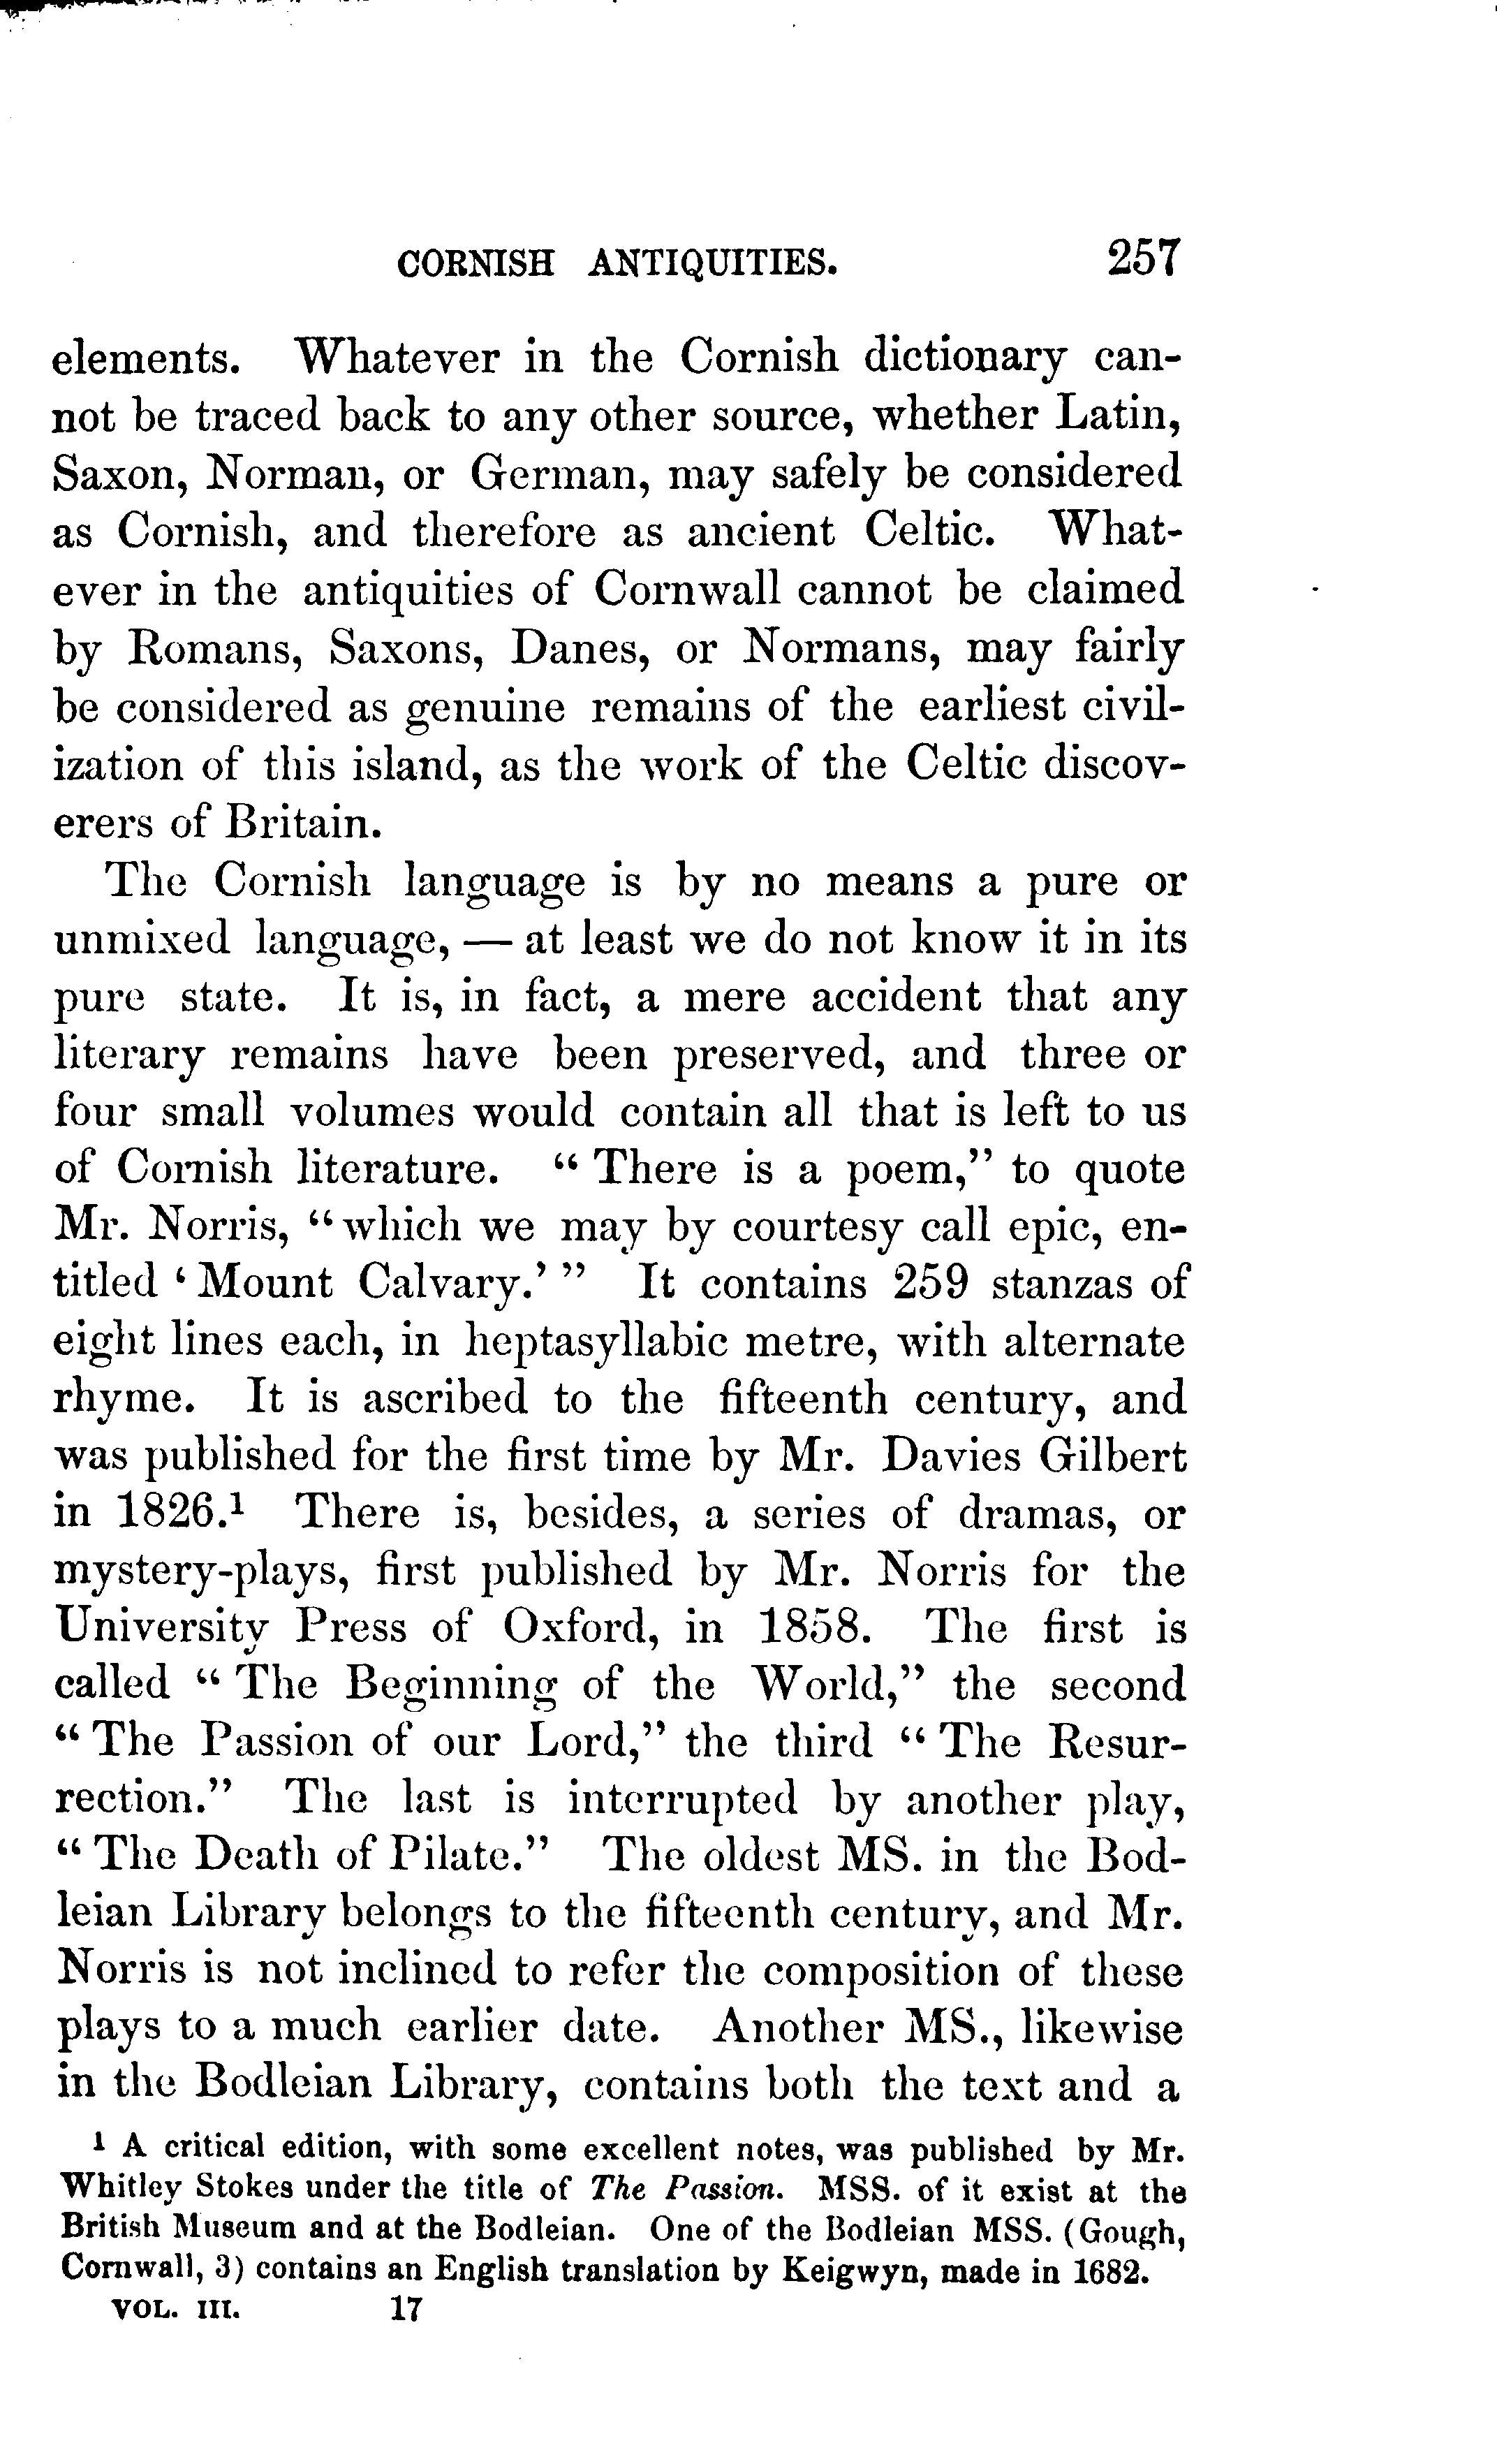 CORNISH ANTIQUITIES. 257
elements. Whatever in the Cornish dictionary can-
not be traced back to any other source, whether Latin,
Saxon, Norman, or German, may safely be considered
as Cornish, and therefore as ancient Celtic. What-
ever in the antiquities of Cornwall cannot be claimed
by Romans, Saxons, Danes, or Normans, may fairly
be considered as genuine remains of the earliest civil-
ization of this island, as the work of the Celtic discov-
erers of Britain.
The Cornish language is by no means a pure or
unmixed language, — at least we do not know it in its
pure state. It is, in fact, a mere accident that any
literary remains have been preserved, and three or
four small volumes would contain all that is left to us
of Cornish literature. “ There is a poem,” to quote
Mr. Norris, “ which we may by courtesy call epic, en-
titled ‘ Mount Calvary.’ ” It contains 259 stanzas of
eight lines each, in heptasyllabic metre, with alternate
rhyme. It is ascribed to the fifteenth century, and
was published for the first time by Mr. Davies Gilbert
in 1826.¹ There is, besides, a series of dramas, or
mystery-plays, first published by Mr. Norris for the
University Press of Oxford, in 1858. The first is
called “ The Beginning of the World,” the second
“ The Passion of our Lord,” the third “ The Resur-
rection.” The last is interrupted by another play,
“ The Death of Pilate.” The oldest MS. in the Bod-
leian Library belongs to the fifteenth century, and Mr.
Norris is not inclined to refer the composition of these
plays to a much earlier date. Another MS., likewise
in the Bodleian Library, contains both the text and a
¹ A critical edition, with some excellent notes, was published by Mr.
Whitley Stokes under the title of The Passion. MSS. of it exist at the
British Museum and at the Bodleian. One of the Bodleian MSS. (Gough,
Cornwall, 3) contains an English translation by Keigwyn, made in 1682.
VOL. III. 17